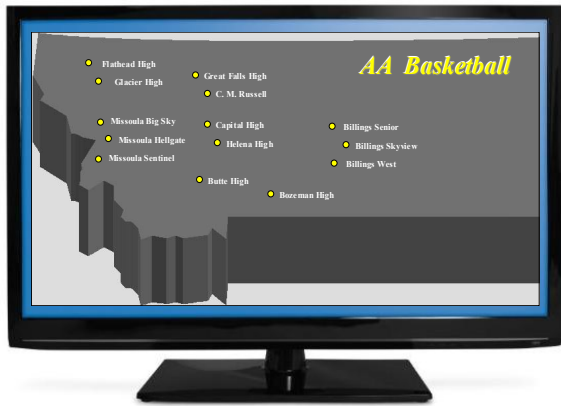 AA Basketball
Flathead High
Great Falls High
Glacier High
C. M. Russell
Missoula Big Sky
Capital High
Billings Senior
Missoula Hellgate
Helena High
Billings Skyview
Missoula Sentinel
Billings West
Butte High
Bozeman High